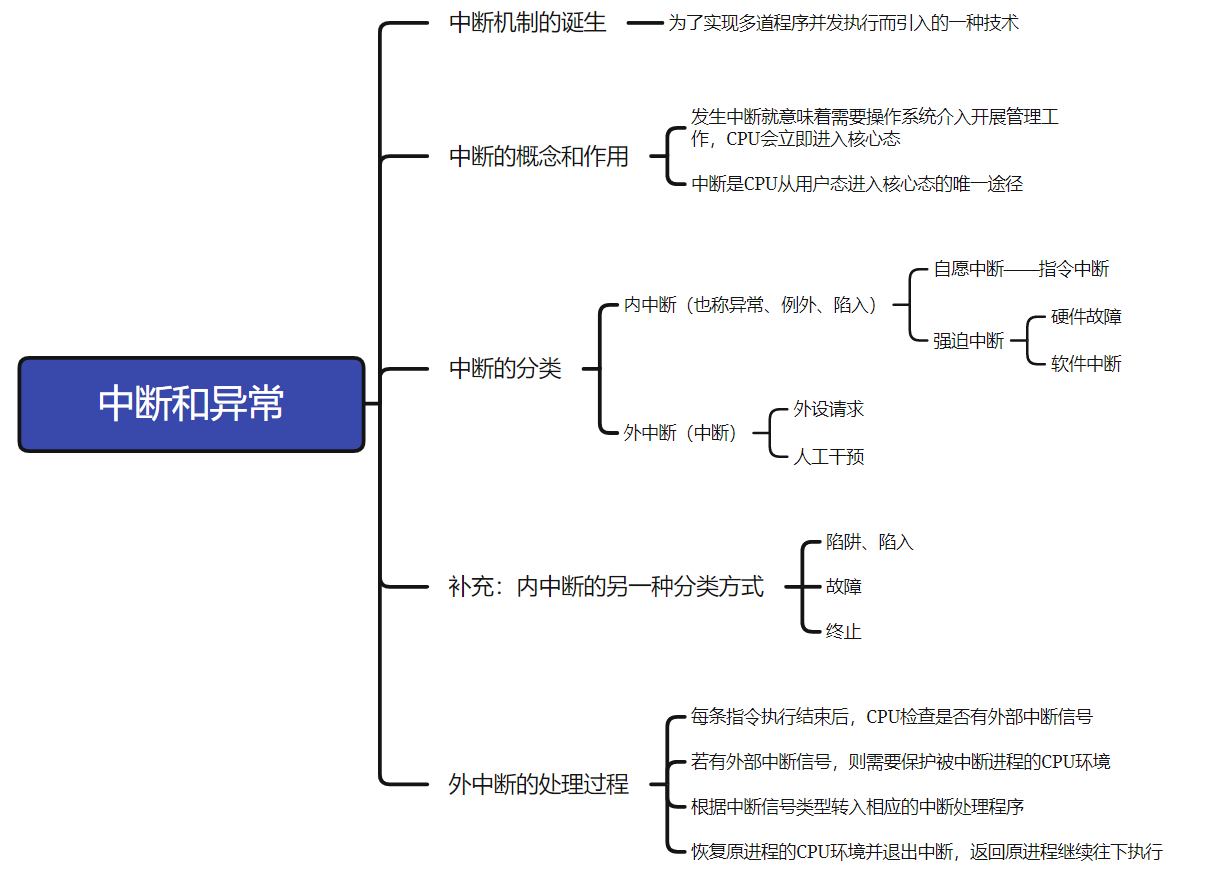 中断和异常
中断机制的诞生
为了实现多道程序并发执行而引入的一种技术
中断的概念和作用
发生中断就意味着需要操作系统介入开展管理工
作，CPU会立即进入核心态
中断是CPU从用户态进入核心态的唯一途径
中断的分类
内中断（也称异常、例外、陷入）
自愿中断——指令中断
强迫中断
硬件故障
软件中断
外中断（中断）
外设请求
人工干预
补充：内中断的另一种分类方式
陷阱、陷入
故障
终止
外中断的处理过程
每条指令执行结束后，CPU检查是否有外部中断信号
若有外部中断信号，则需要保护被中断进程的CPU环境
根据中断信号类型转入相应的中断处理程序
恢复原进程的CPU环境并退出中断，返回原进程继续往下执行